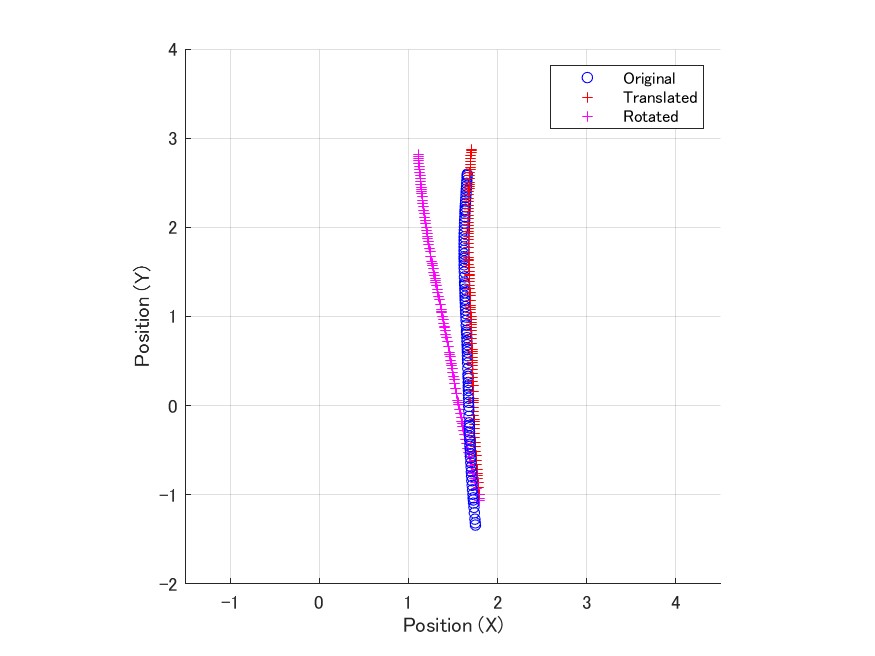 4
3
2
1
0
−1
−2
−1
0
1
2
3
4
Position (X)
Position (Y)
Original
Translated
Rotated